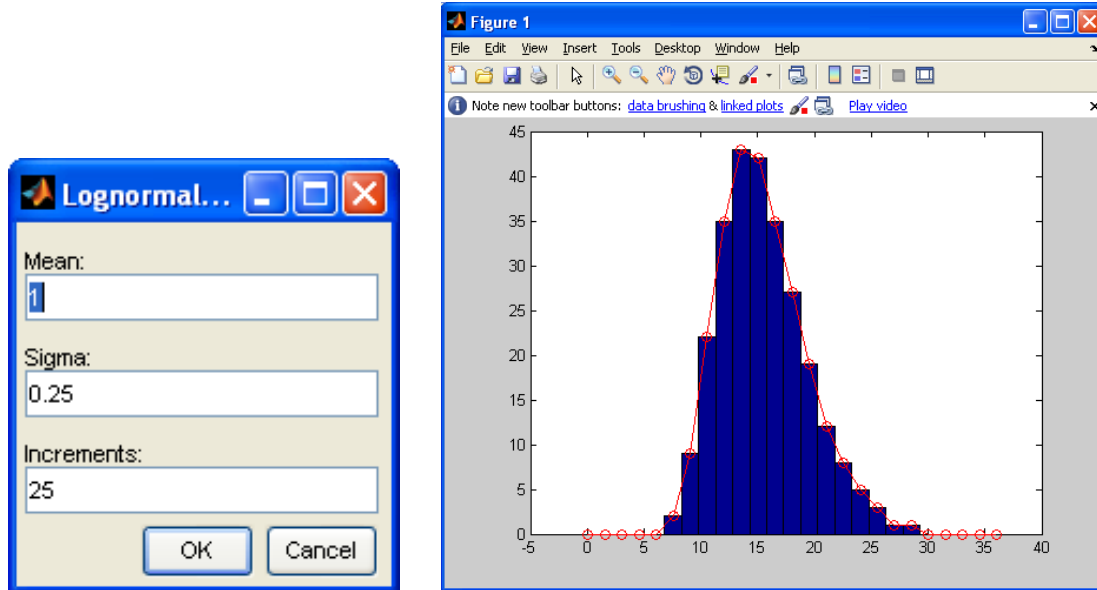 Lognormal...
Mean:
1
Sigma:
0.25
Increments:
25
OK Cancel
Figure 1
File Edit View Insert Tools Desktop Window Help
Note new toolbar buttons: data brushing & linked plots Play video
45
40
35
30
25
20
15
10
5
0
-5 0 5 10 15 20 25 30 35 40